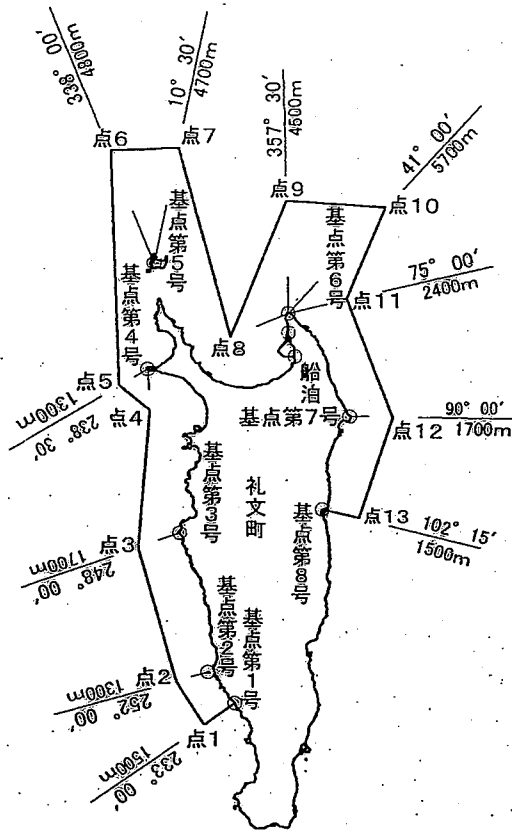 338° 00′
4800m
10° 30′
4700m
点6
点7
357° 30′
4600m
41° 00′
5700m
点9
点10
基点第5号
基点第6号
75° 00′
2400m
点11
基点第4号
点8
船泊
点5
1300m
238° 30′
点4
基点第7号
90° 00′
1700m
点12
礼文町
基点第3号
基点第8号
点13
102° 15′
1500m
点3
1700m
248° 00′
基点第2号
基点第1号
点2
1300m
252° 00′
点1
1500m
233° 00′